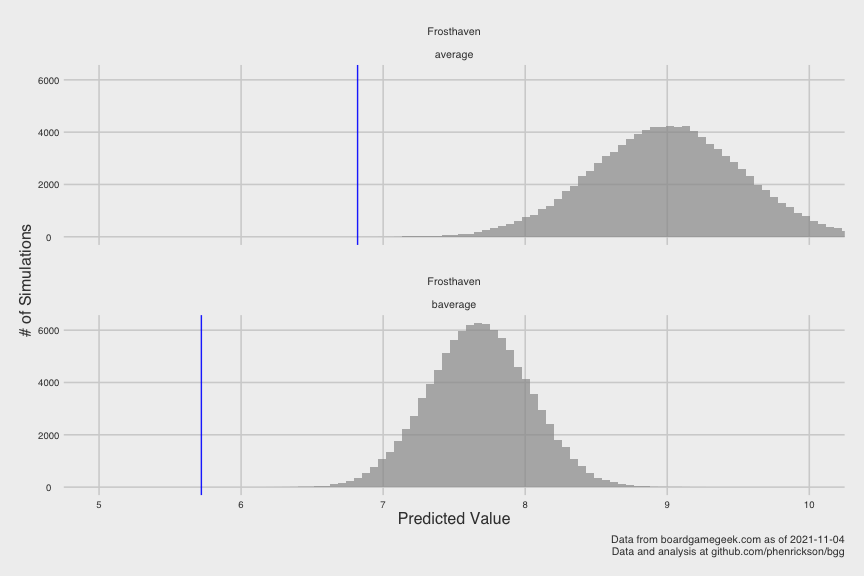 Frosthaven
average
6000
4000
2000
0
# of Simulations
Frosthaven
baverage
6000
4000
2000
0
5 6 7 8 9 10
Predicted Value
Data from boardgamegeek.com as of 2021-11-04
Data and analysis at github.com/phenrickson/bgg